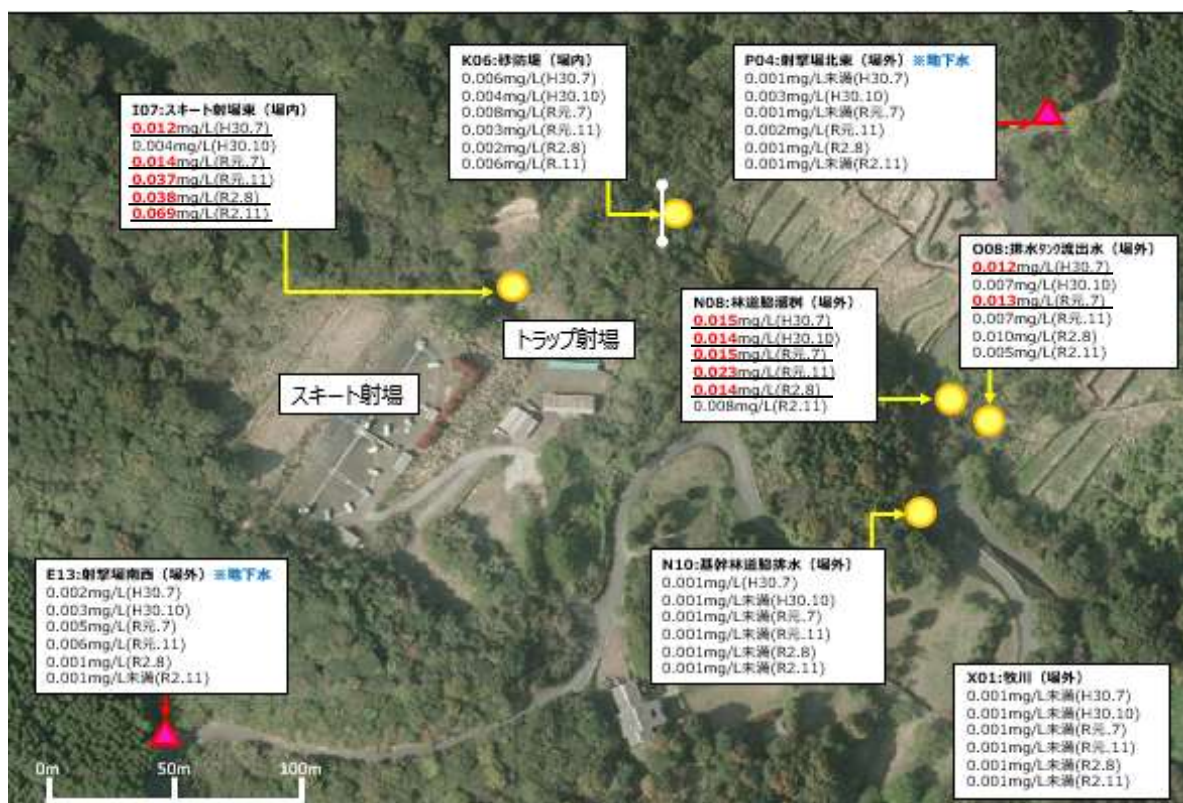 K06:砂防堤（場内）
0.006mg/L(H30.7)
0.004mg/L(H30.10)
0.008mg/L(R元.7)
0.003mg/L(R元.11)
0.002mg/L(R2.8)
0.006mg/L(R.11)
P04:射撃場北東（場外）※地下水
0.001mg/L未満(H30.7)
0.003mg/L(H30.10)
0.001mg/L未満(R元.7)
0.002mg/L(R元.11)
0.001mg/L(R2.8)
0.001mg/L未満(R2.11)
I07:スキート射場東（場内）
0.012mg/L(H30.7)
0.004mg/L(H30.10)
0.014mg/L(R元.7)
0.037mg/L(R元.11)
0.038mg/L(R2.8)
0.069mg/L(R2.11)
O08:排水タンク流出水（場外）
0.012mg/L(H30.7)
0.007mg/L(H30.10)
0.013mg/L(R元.7)
0.007mg/L(R元.11)
0.010mg/L(R2.8)
0.005mg/L(R2.11)
N08:林道脇溜桝（場外）
0.015mg/L(H30.7)
0.014mg/L(H30.10)
0.015mg/L(R元.7)
0.023mg/L(R元.11)
0.014mg/L(R2.8)
0.008mg/L(R2.11)
トラップ射場
スキート射場
E13:射撃場南西（場外）※地下水
0.002mg/L(H30.7)
0.003mg/L(H30.10)
0.005mg/L(R元.7)
0.006mg/L(R元.11)
0.001mg/L(R2.8)
0.001mg/L未満(R2.11)
N10:基幹林道脇排水（場外）
0.001mg/L(H30.7)
0.001mg/L未満(H30.10)
0.001mg/L未満(R元.7)
0.001mg/L未満(R元.11)
0.001mg/L未満(R2.8)
0.001mg/L未満(R2.11)
X01:牧川（場外）
0.001mg/L未満(H30.7)
0.001mg/L未満(H30.10)
0.001mg/L未満(R元.7)
0.001mg/L未満(R元.11)
0.001mg/L未満(R2.8)
0.001mg/L未満(R2.11)
0m 50m 100m